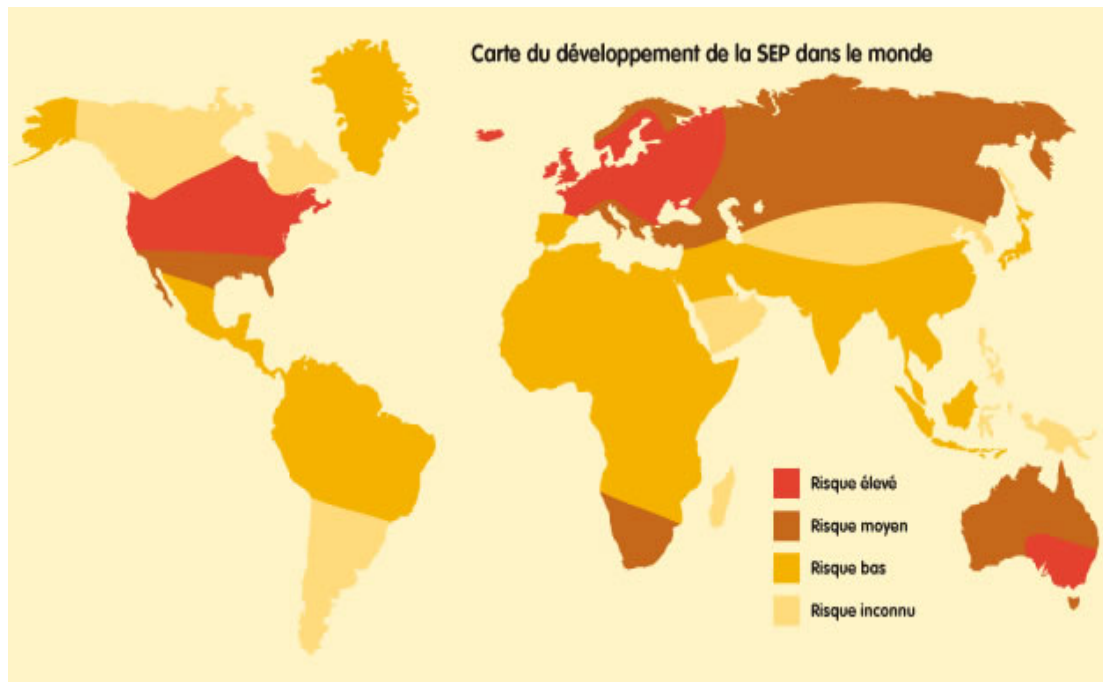 Carte du développement de la SEP dans le monde
Risque élevé
Risque moyen
Risque bas
Risque inconnu